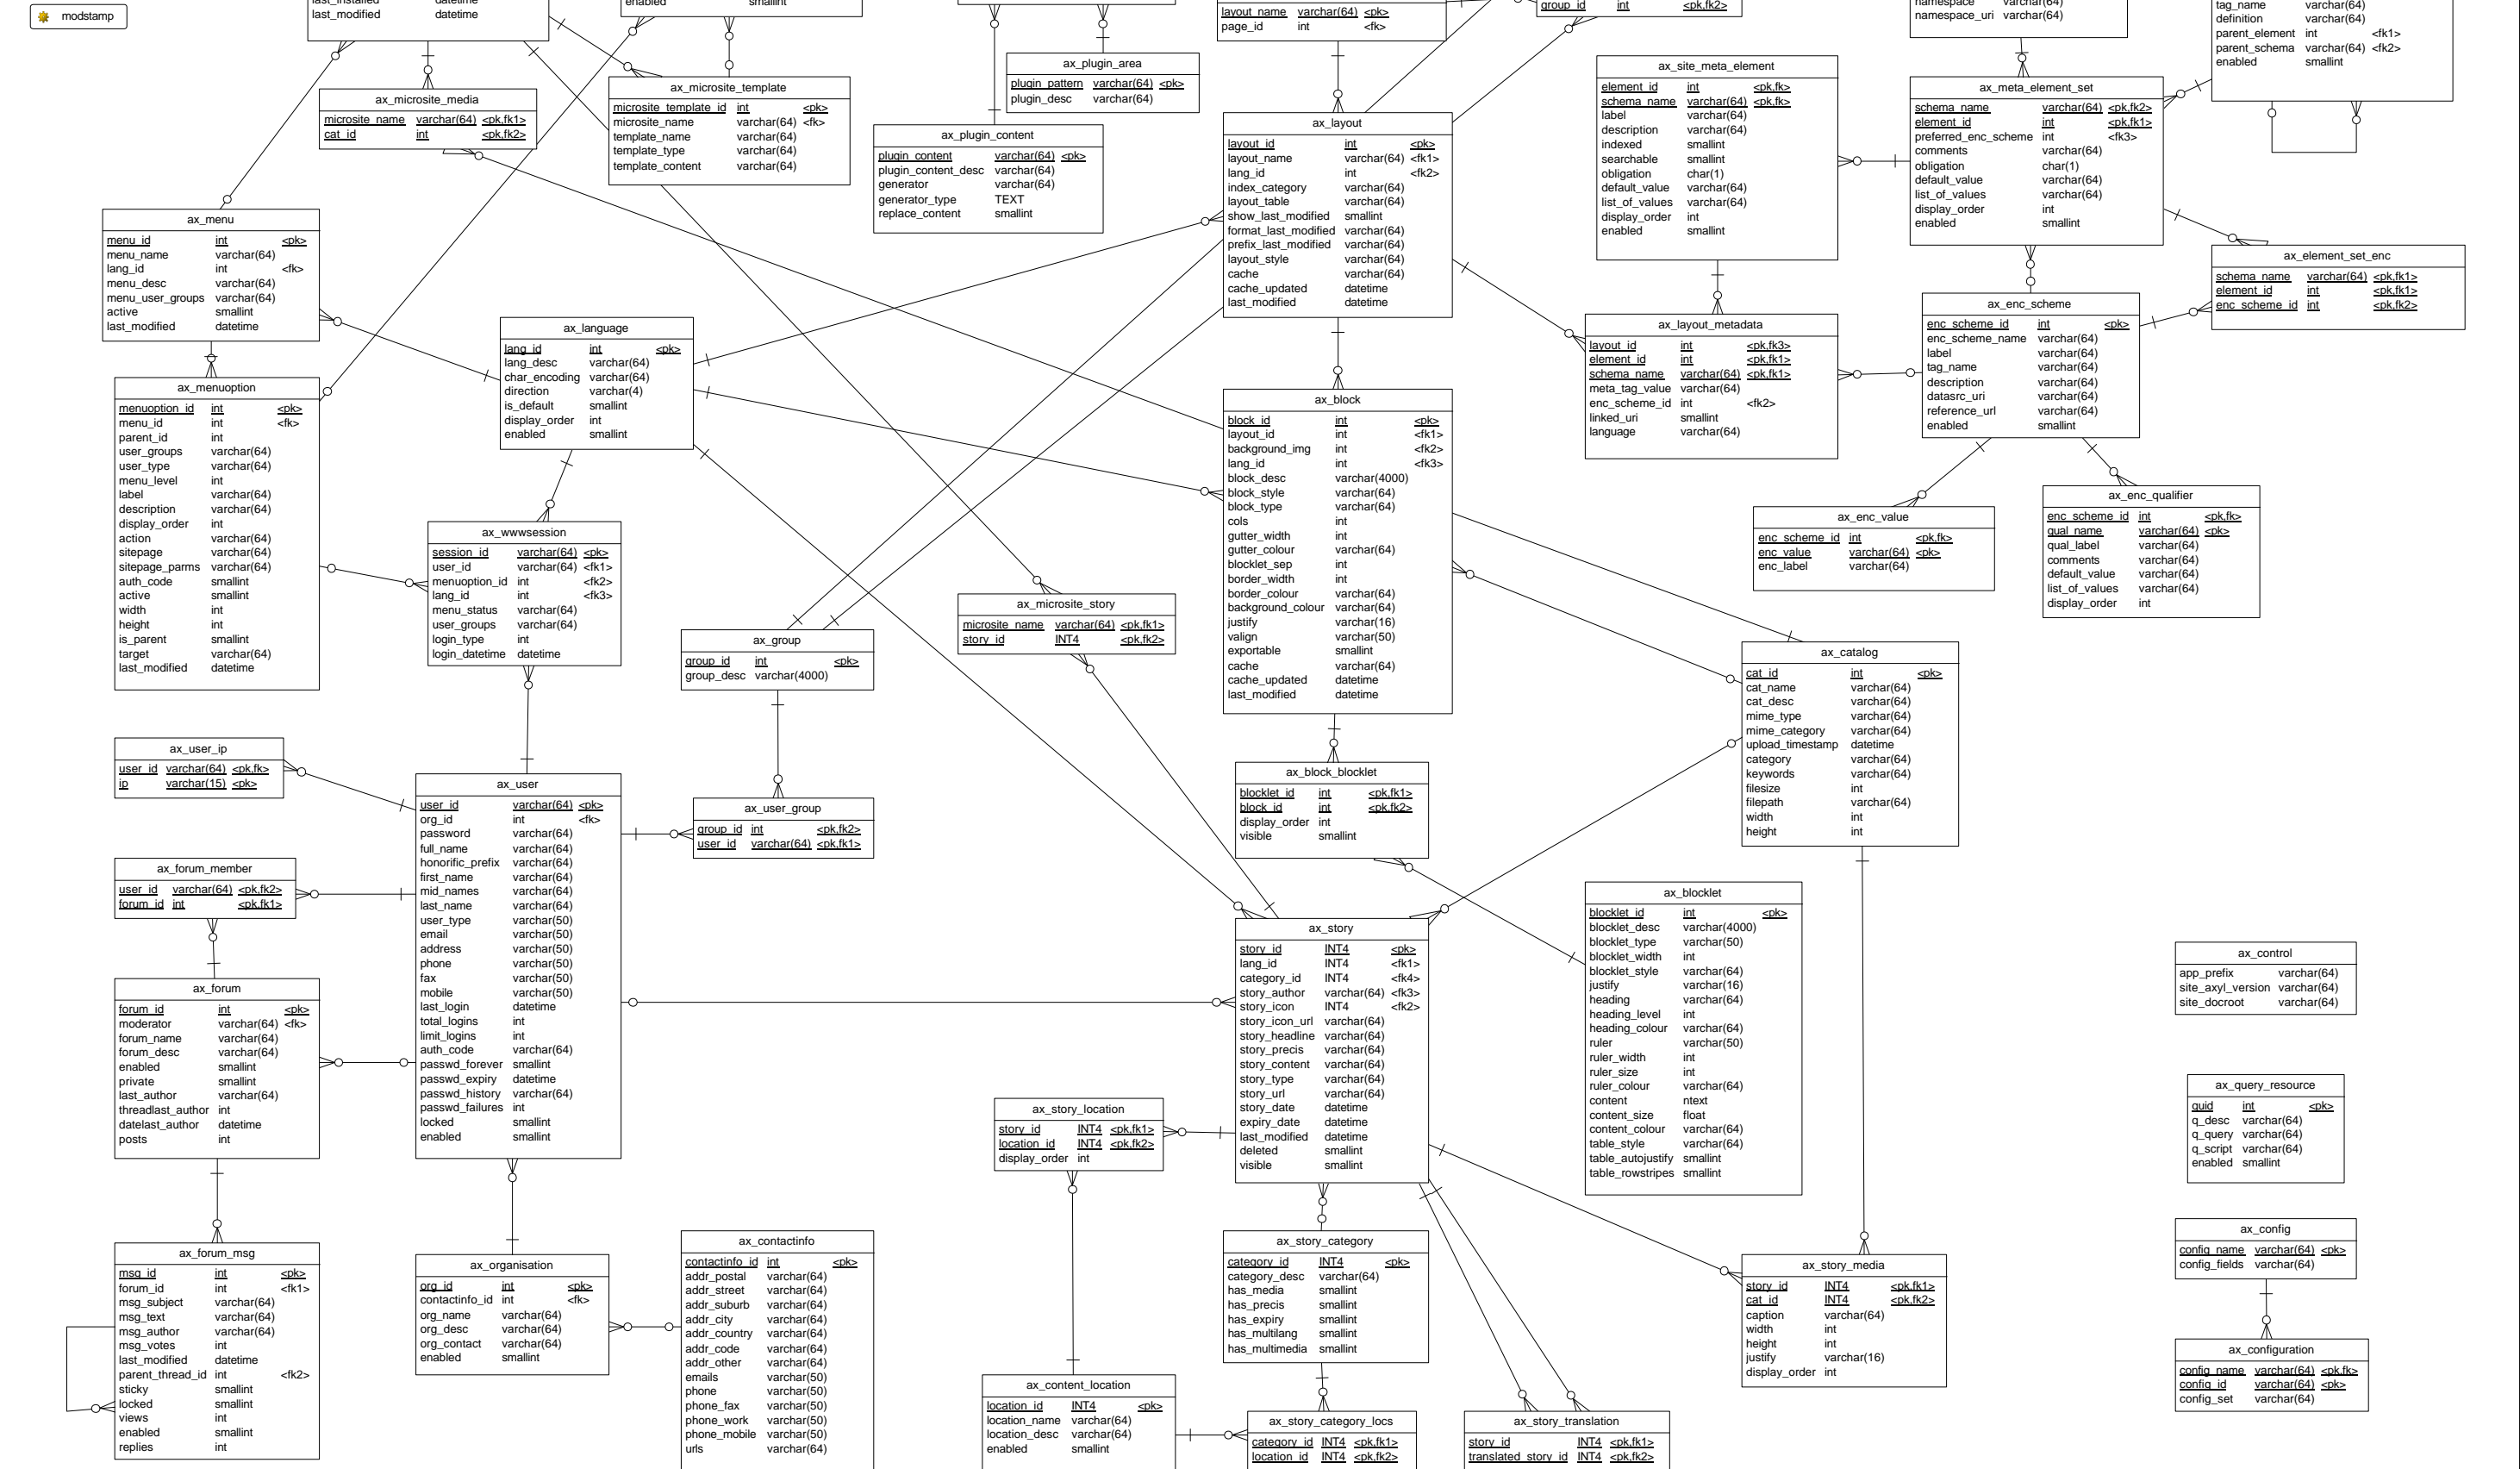 modstamp
last_installed datetime
last_modified datetime
enabled smallint
layout_name varchar(64) <pk>
page_id int <fk>
group_id int <pk,fk2>
namespace varchar(64)
namespace_uri varchar(64)
tag_name varchar(64)
definition varchar(64)
parent_element int <fk1>
parent_schema varchar(64) <fk2>
enabled smallint
ax_microsite_media
microsite_name varchar(64) <pk,fk1>
cat_id int <pk,fk2>
ax_microsite_template
microsite_template_id int <pk>
microsite_name varchar(64) <fk>
template_name varchar(64)
template_type varchar(64)
template_content varchar(64)
ax_plugin_area
plugin_pattern varchar(64) <pk>
plugin_desc varchar(64)
ax_plugin_content
plugin_content varchar(64) <pk>
plugin_content_desc varchar(64)
generator varchar(64)
generator_type TEXT
replace_content smallint
ax_layout
layout_id int <pk>
layout_name varchar(64) <fk1>
lang_id int <fk2>
index_category varchar(64)
layout_table varchar(64)
show_last_modified smallint
format_last_modified varchar(64)
prefix_last_modified varchar(64)
layout_style varchar(64)
cache varchar(64)
cache_updated datetime
last_modified datetime
ax_site_meta_element
element_id int <pk,fk>
schema_name varchar(64) <pk,fk>
label varchar(64)
description varchar(64)
indexed smallint
searchable smallint
obligation char(1)
default_value varchar(64)
list_of_values varchar(64)
display_order int
enabled smallint
ax_meta_element_set
schema_name varchar(64) <pk,fk2>
element_id int <pk,fk1>
preferred_enc_scheme int <fk3>
comments varchar(64)
obligation char(1)
default_value varchar(64)
list_of_values varchar(64)
display_order int
enabled smallint
ax_element_set_enc
schema_name varchar(64) <pk,fk1>
element_id int <pk,fk1>
enc_scheme_id int <pk,fk2>
ax_menu
menu_id int <pk>
menu_name varchar(64)
lang_id int <fk>
menu_desc varchar(64)
menu_user_groups varchar(64)
active smallint
last_modified datetime
ax_language
lang_id int <pk>
lang_desc varchar(64)
char_encoding varchar(64)
direction varchar(4)
is_default smallint
display_order int
enabled smallint
ax_layout_metadata
layout_id int <pk,fk3>
element_id int <pk,fk1>
schema_name varchar(64) <pk,fk1>
meta_tag_value varchar(64)
enc_scheme_id int <fk2>
linked_uri smallint
language varchar(64)
ax_enc_scheme
enc_scheme_id int <pk>
enc_scheme_name varchar(64)
label varchar(64)
tag_name varchar(64)
description varchar(64)
datasrc_uri varchar(64)
reference_url varchar(64)
enabled smallint
ax_menuoption
menuoption_id int <pk>
menu_id int <fk>
parent_id int
user_groups varchar(64)
user_type varchar(64)
menu_level int
label varchar(64)
description varchar(64)
display_order int
action varchar(64)
sitepage varchar(64)
sitepage_parms varchar(64)
auth_code smallint
active smallint
width int
height int
is_parent smallint
target varchar(64)
last_modified datetime
ax_block
block_id int <pk>
layout_id int <fk1>
background_img int <fk2>
lang_id int <fk3>
block_desc varchar(4000)
block_style varchar(64)
block_type varchar(64)
cols int
gutter_width int
gutter_colour varchar(64)
blocklet_sep int
border_width int
border_colour varchar(64)
background_colour varchar(64)
justify varchar(16)
valign varchar(50)
exportable smallint
cache varchar(64)
cache_updated datetime
last_modified datetime
ax_enc_value
enc_scheme_id int <pk,fk>
enc_value varchar(64) <pk>
enc_label varchar(64)
ax_enc_qualifier
enc_scheme_id int <pk,fk>
qual_name varchar(64) <pk>
qual_label varchar(64)
comments varchar(64)
default_value varchar(64)
list_of_values varchar(64)
display_order int
ax_wwwsession
session_id varchar(64) <pk>
user_id varchar(64) <fk1>
menuoption_id int <fk2>
lang_id int <fk3>
menu_status varchar(64)
user_groups varchar(64)
login_type int
login_datetime datetime
ax_microsite_story
microsite_name varchar(64) <pk,fk1>
story_id INT4 <pk,fk2>
ax_group
group_id int <pk>
group_desc varchar(4000)
ax_catalog
cat_id int <pk>
cat_name varchar(64)
cat_desc varchar(64)
mime_type varchar(64)
mime_category varchar(64)
upload_timestamp datetime
category varchar(64)
keywords varchar(64)
filesize int
filepath varchar(64)
width int
height int
ax_user_ip
user_id varchar(64) <pk,fk>
ip varchar(15) <pk>
ax_user
user_id varchar(64) <pk>
org_id int <fk>
password varchar(64)
full_name varchar(64)
honorific_prefix varchar(64)
first_name varchar(64)
mid_names varchar(64)
last_name varchar(64)
user_type varchar(50)
email varchar(50)
address varchar(50)
phone varchar(50)
fax varchar(50)
mobile varchar(50)
last_login datetime
total_logins int
limit_logins int
auth_code varchar(64)
passwd_forever smallint
passwd_expiry datetime
passwd_history varchar(64)
passwd_failures int
locked smallint
enabled smallint
ax_user_group
group_id int <pk,fk2>
user_id varchar(64) <pk,fk1>
ax_block_blocklet
blocklet_id int <pk,fk1>
block_id int <pk,fk2>
display_order int
visible smallint
ax_forum_member
user_id varchar(64) <pk,fk2>
forum_id int <pk,fk1>
ax_blocklet
blocklet_id int <pk>
blocklet_desc varchar(4000)
blocklet_type varchar(50)
blocklet_width int
blocklet_style varchar(64)
justify varchar(16)
heading varchar(64)
heading_level int
heading_colour varchar(64)
ruler varchar(50)
ruler_width int
ruler_size int
ruler_colour varchar(64)
content ntext
content_size float
content_colour varchar(64)
table_style varchar(64)
table_autojustify smallint
table_rowstripes smallint
ax_story
story_id INT4 <pk>
lang_id INT4 <fk1>
category_id INT4 <fk4>
story_author varchar(64) <fk3>
story_icon INT4 <fk2>
story_icon_url varchar(64)
story_headline varchar(64)
story_precis varchar(64)
story_content varchar(64)
story_type varchar(64)
story_url varchar(64)
story_date datetime
expiry_date datetime
last_modified datetime
deleted smallint
visible smallint
ax_control
app_prefix varchar(64)
site_axyl_version varchar(64)
site_docroot varchar(64)
ax_forum
forum_id int <pk>
moderator varchar(64) <fk>
forum_name varchar(64)
forum_desc varchar(64)
enabled smallint
private smallint
last_author varchar(64)
threadlast_author int
datelast_author datetime
posts int
ax_query_resource
guid int <pk>
q_desc varchar(64)
q_query varchar(64)
q_script varchar(64)
enabled smallint
ax_story_location
story_id INT4 <pk,fk1>
location_id INT4 <pk,fk2>
display_order int
ax_config
config_name varchar(64) <pk>
config_fields varchar(64)
ax_forum_msg
msg_id int <pk>
forum_id int <fk1>
msg_subject varchar(64)
msg_text varchar(64)
msg_author varchar(64)
msg_votes int
last_modified datetime
parent_thread_id int <fk2>
sticky smallint
locked smallint
views int
enabled smallint
replies int
ax_organisation
org_id int <pk>
contactinfo_id int <fk>
org_name varchar(64)
org_desc varchar(64)
org_contact varchar(64)
enabled smallint
ax_contactinfo
contactinfo_id int <pk>
addr_postal varchar(64)
addr_street varchar(64)
addr_suburb varchar(64)
addr_city varchar(64)
addr_country varchar(64)
addr_code varchar(64)
addr_other varchar(64)
emails varchar(50)
phone varchar(50)
phone_fax varchar(50)
phone_work varchar(50)
phone_mobile varchar(50)
urls varchar(64)
ax_story_category
category_id INT4 <pk>
category_desc varchar(64)
has_media smallint
has_precis smallint
has_expiry smallint
has_multilang smallint
has_multimedia smallint
ax_story_media
story_id INT4 <pk,fk1>
cat_id INT4 <pk,fk2>
caption varchar(64)
width int
height int
justify varchar(16)
display_order int
ax_configuration
config_name varchar(64) <pk,fk>
config_id varchar(64) <pk>
config_set varchar(64)
ax_content_location
location_id INT4 <pk>
location_name varchar(64)
location_desc varchar(64)
enabled smallint
ax_story_category_locs
category_id INT4 <pk,fk1>
location_id INT4 <pk,fk2>
ax_story_translation
story_id INT4 <pk,fk1>
translated_story_id INT4 <pk,fk2>